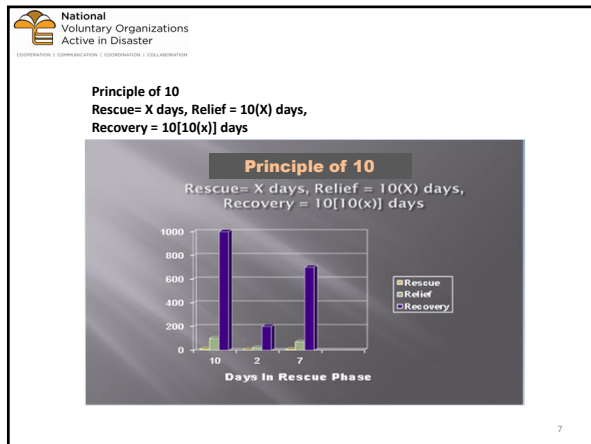 National
Voluntary Organizations
Active in Disaster
COOPERATION | COMMUNICATION | COORDINATION | COLLABORATION
Principle of 10
Rescue= X days, Relief = 10(X) days,
Recovery = 10[10(x)] days
Principle of 10
Rescue= X days, Relief = 10(X) days,
Recovery = 10[10(x)] days
1000
800
600
400
200
0
10 2 7
Days In Rescue Phase
Rescue
Relief
Recovery
7